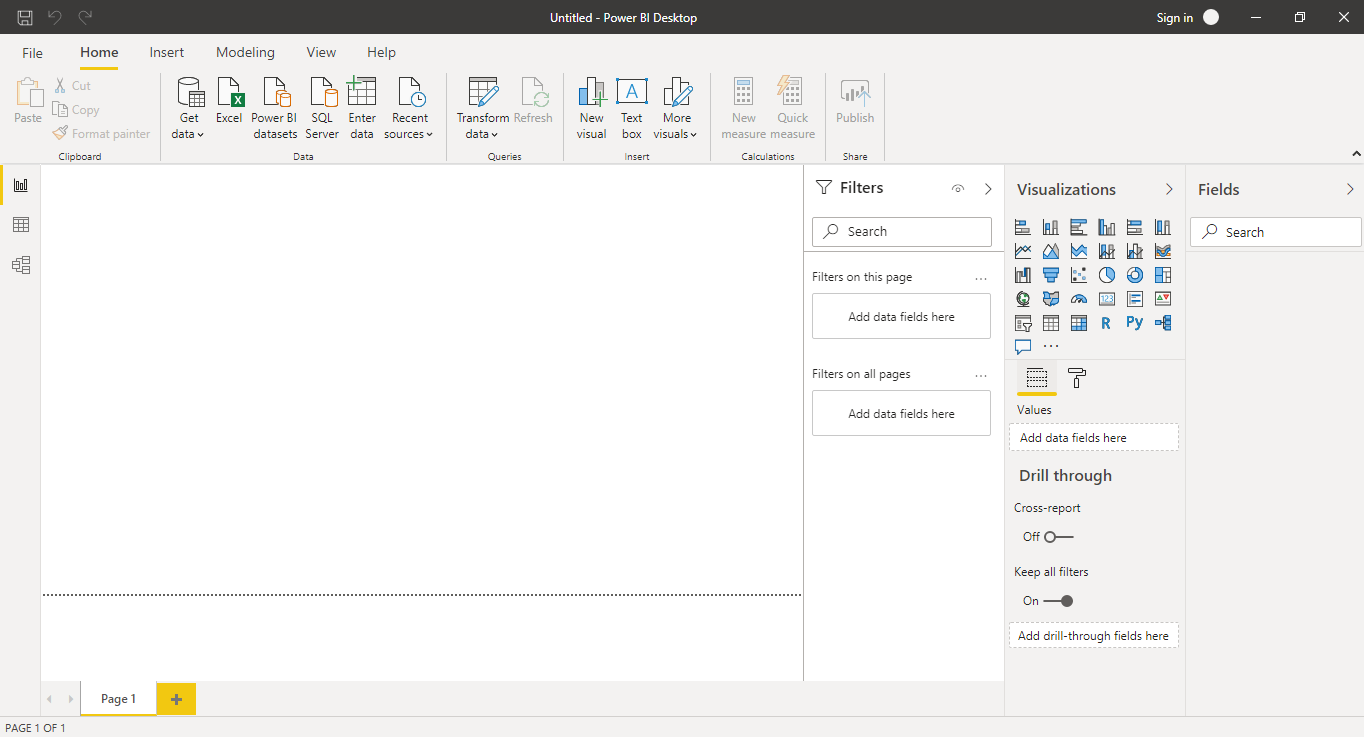 Untitled - Power BI Desktop
Sign in
File Home Insert Modeling View Help
Paste
Cut
Copy
Format painter
Clipboard
Get data
Excel
Power BI datasets
SQL Server
Enter data
Recent sources
Data
Transform data
Refresh
Queries
New visual
Text box
A
More visuals
Insert
New measure
Quick measure
Calculations
Publish
Share
Filters
Search
Filters on this page
...
Add data fields here
Filters on all pages
...
Add data fields here
Visualizations
123
R
Py
...
Values
Add data fields here
Drill through
Cross-report
Off
Keep all filters
On
Add drill-through fields here
Fields
Search
Page 1
+
PAGE 1 OF 1